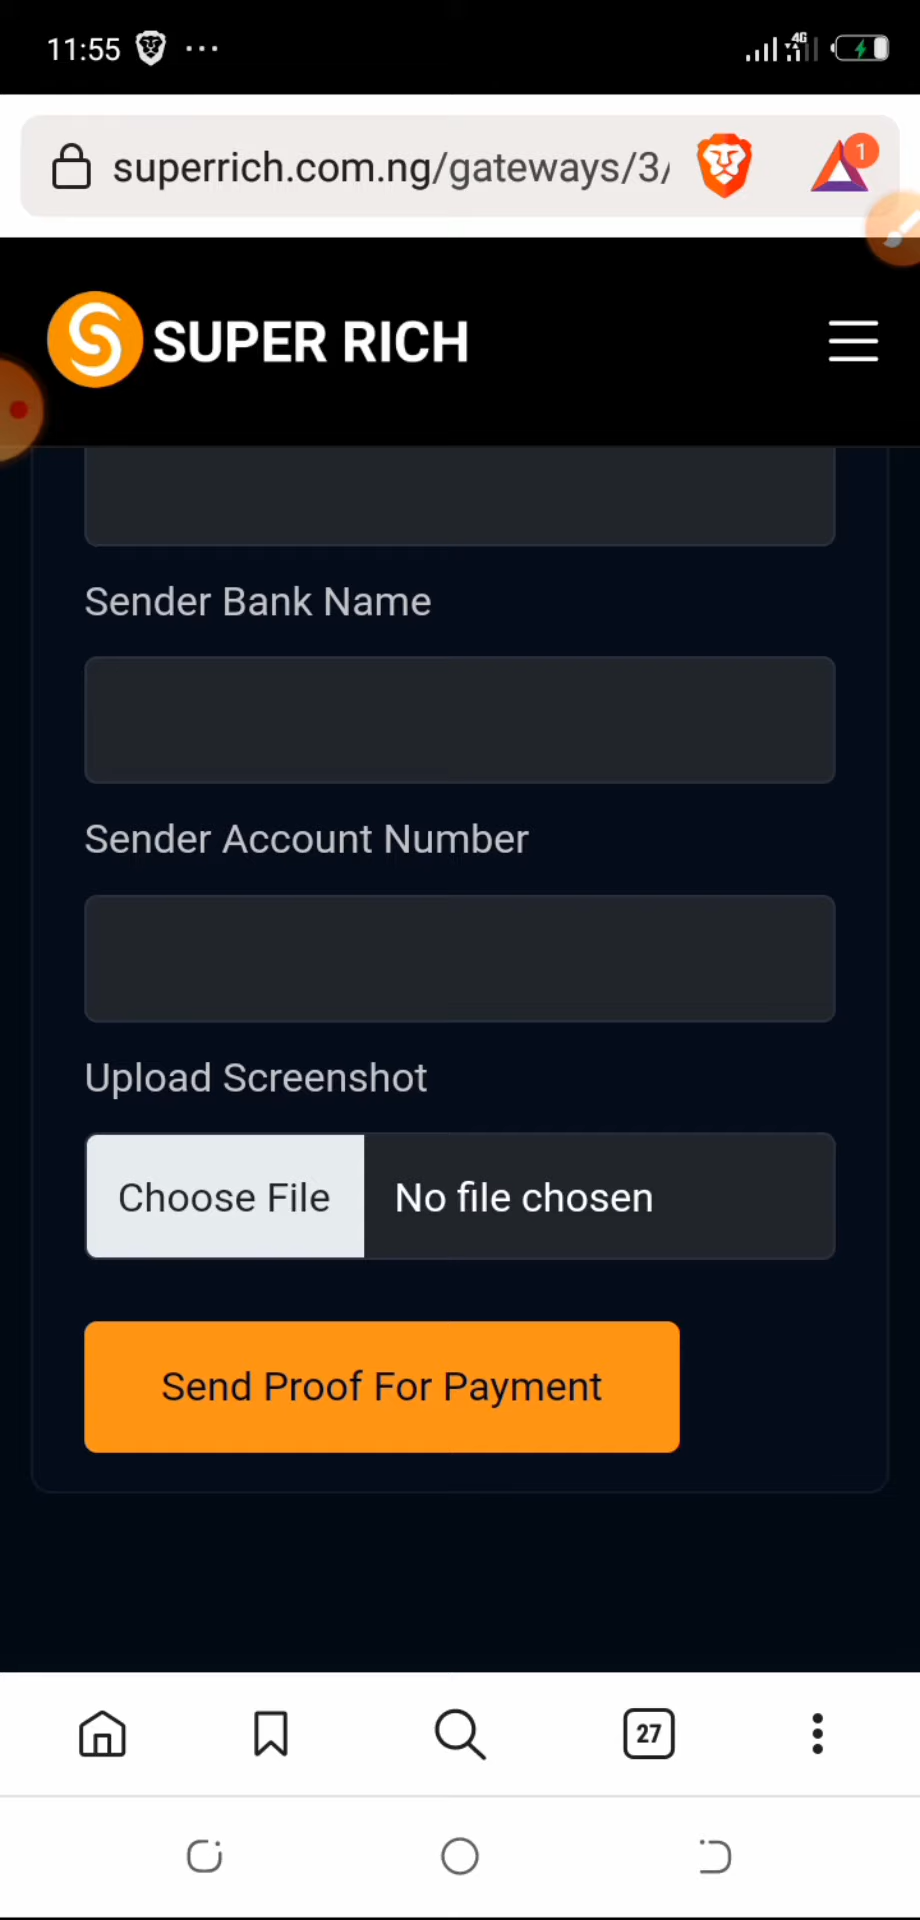 11:55
4G
superrich.com.ng/gateways/3/
1
SUPER RICH
Sender Bank Name
Sender Account Number
Upload Screenshot
Choose File No file chosen
Send Proof For Payment
27